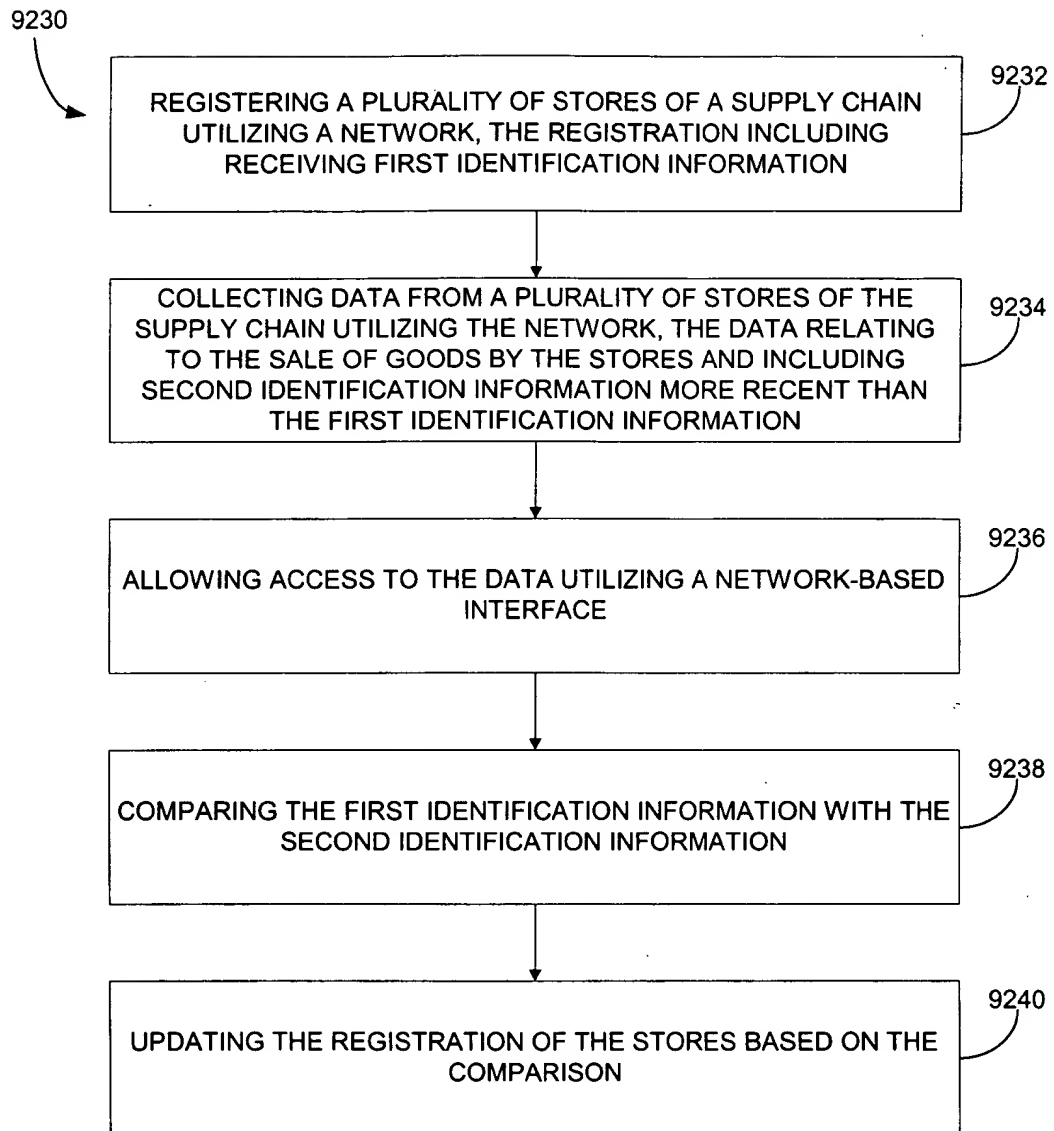 9230
9232
REGISTERING A PLURALITY OF STORES OF A SUPPLY CHAIN
UTILIZING A NETWORK, THE REGISTRATION INCLUDING
RECEIVING FIRST IDENTIFICATION INFORMATION
9234
COLLECTING DATA FROM A PLURALITY OF STORES OF THE
SUPPLY CHAIN UTILIZING THE NETWORK, THE DATA RELATING
TO THE SALE OF GOODS BY THE STORES AND INCLUDING
SECOND IDENTIFICATION INFORMATION MORE RECENT THAN
THE FIRST IDENTIFICATION INFORMATION
9236
ALLOWING ACCESS TO THE DATA UTILIZING A NETWORK-BASED
INTERFACE
9238
COMPARING THE FIRST IDENTIFICATION INFORMATION WITH THE
SECOND IDENTIFICATION INFORMATION
9240
UPDATING THE REGISTRATION OF THE STORES BASED ON THE
COMPARISON